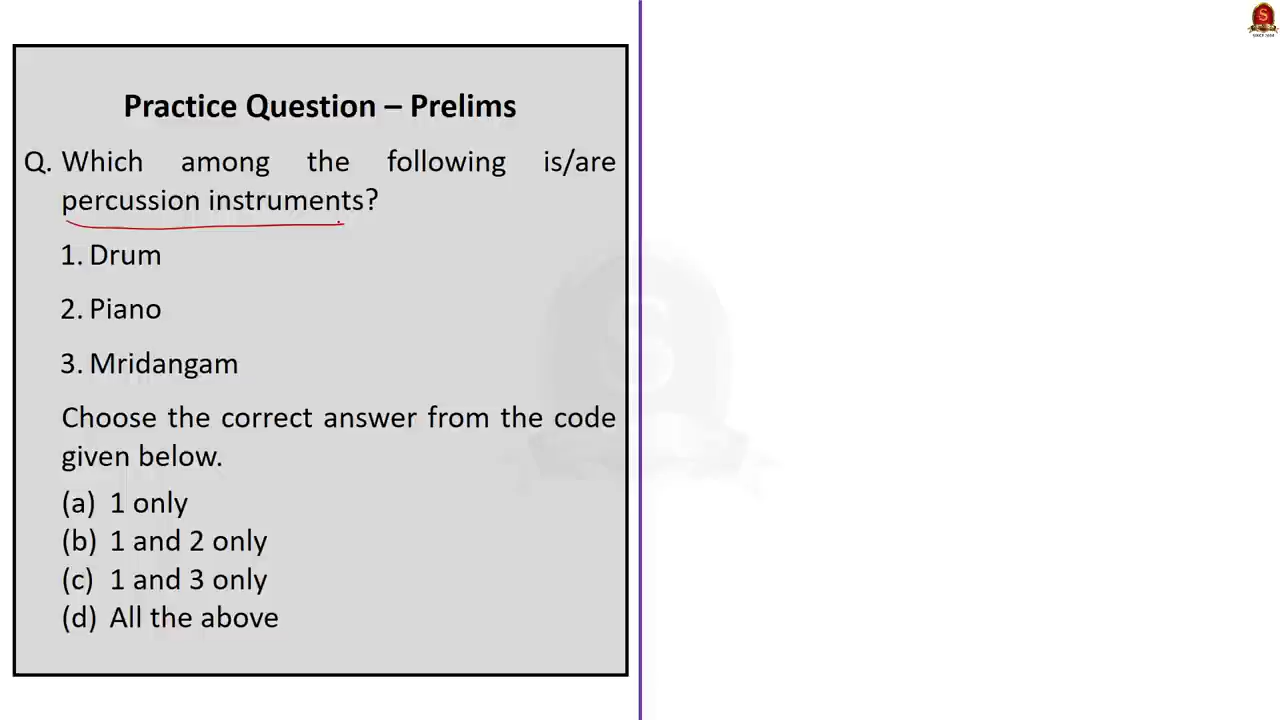 Practice Question – Prelims
Q. Which among the following is/are
percussion instruments?
1. Drum
2. Piano
3. Mridangam
Choose the correct answer from the code
given below.
(a) 1 only
(b) 1 and 2 only
(c) 1 and 3 only
(d) All the above
S
S